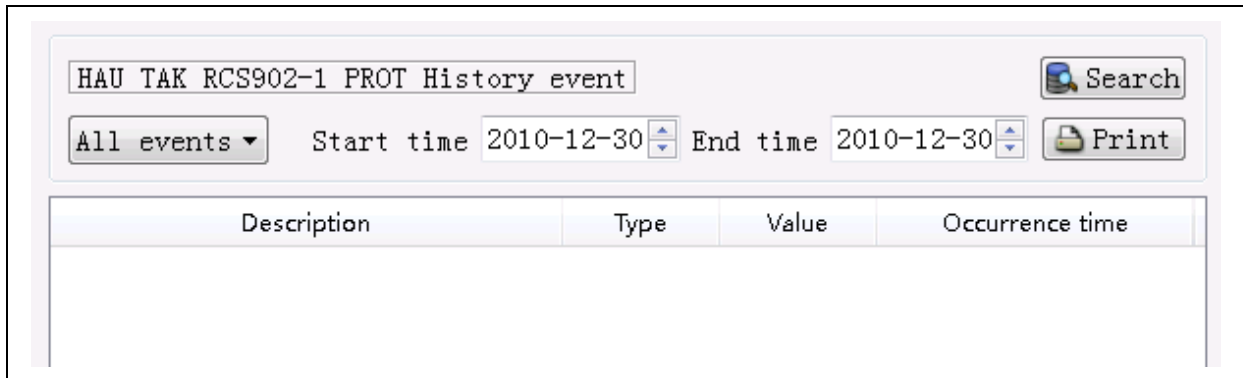 HAU TAK RCS902-1 PROT History event
Search
All events Start time 2010-12-30 End time 2010-12-30 Print
Description Type Value Occurrence time